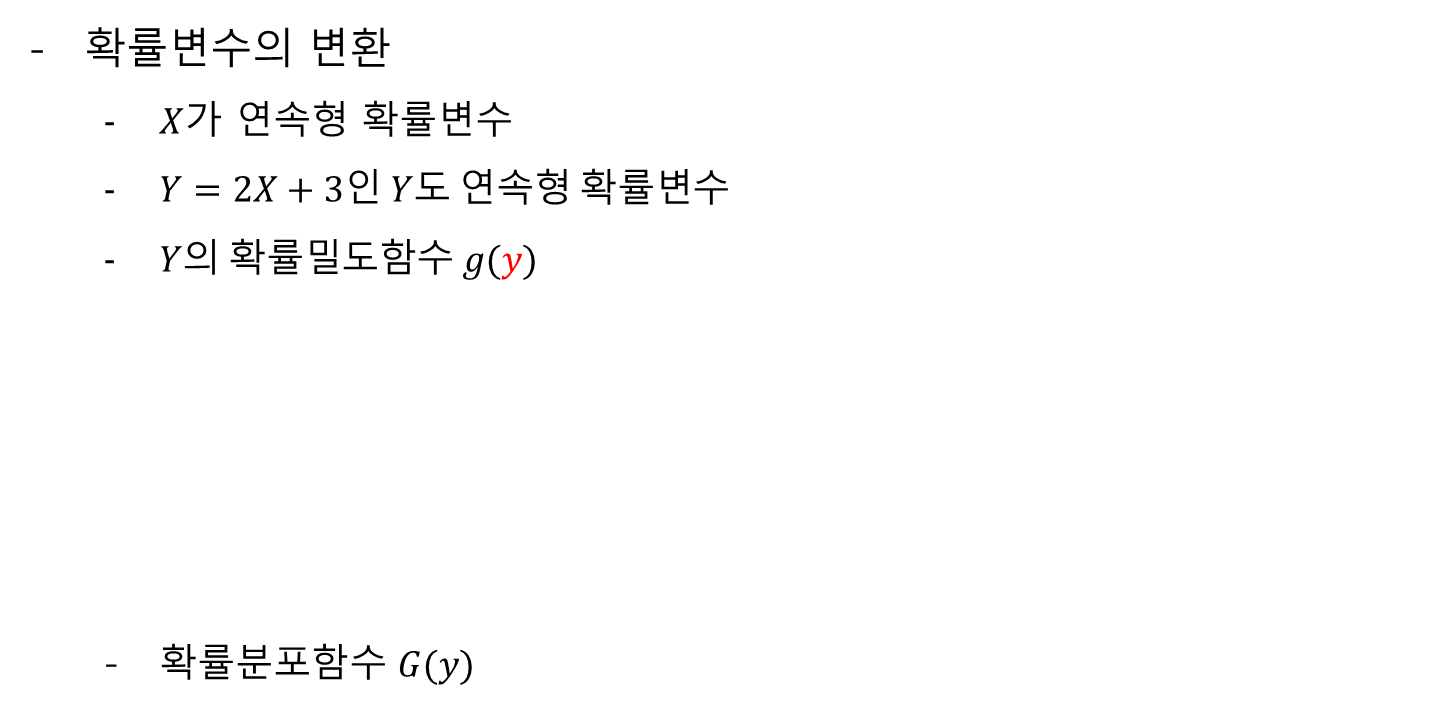 - 확률변수의 변환
- X가 연속형 확률변수
- Y = 2X + 3인 Y도 연속형 확률변수
- Y의 확률밀도함수 g(y)
- 확률분포함수 G(y)